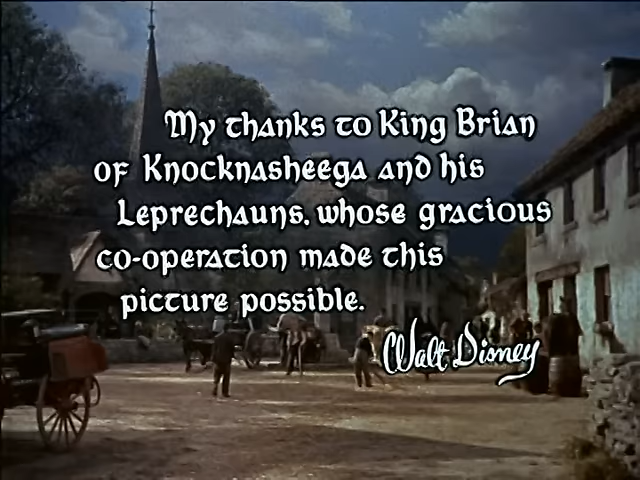 My thanks to King Brian
of Knocknasheega and his
Leprechauns, whose gracious
co-operation made this
picture possible.
Walt Disney